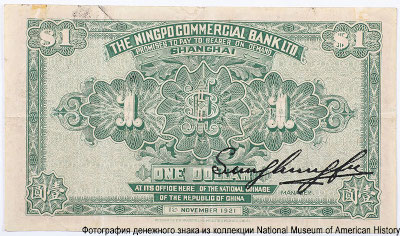 $1 THE NINGPO COMMERCIAL BANK LTD $1
PROMISES TO PAY TO BEARER ON DEMAND
SHANGHAI
1 $ 1
ONE DOLLAR
AT ITS OFFICE HERE OF THE NATIONAL COINAGE
OF THE REPUBLIC OF CHINA
MANAGER
1ST NOVEMBER 1921
Фотография денежного знака из коллекции National Museum of American History